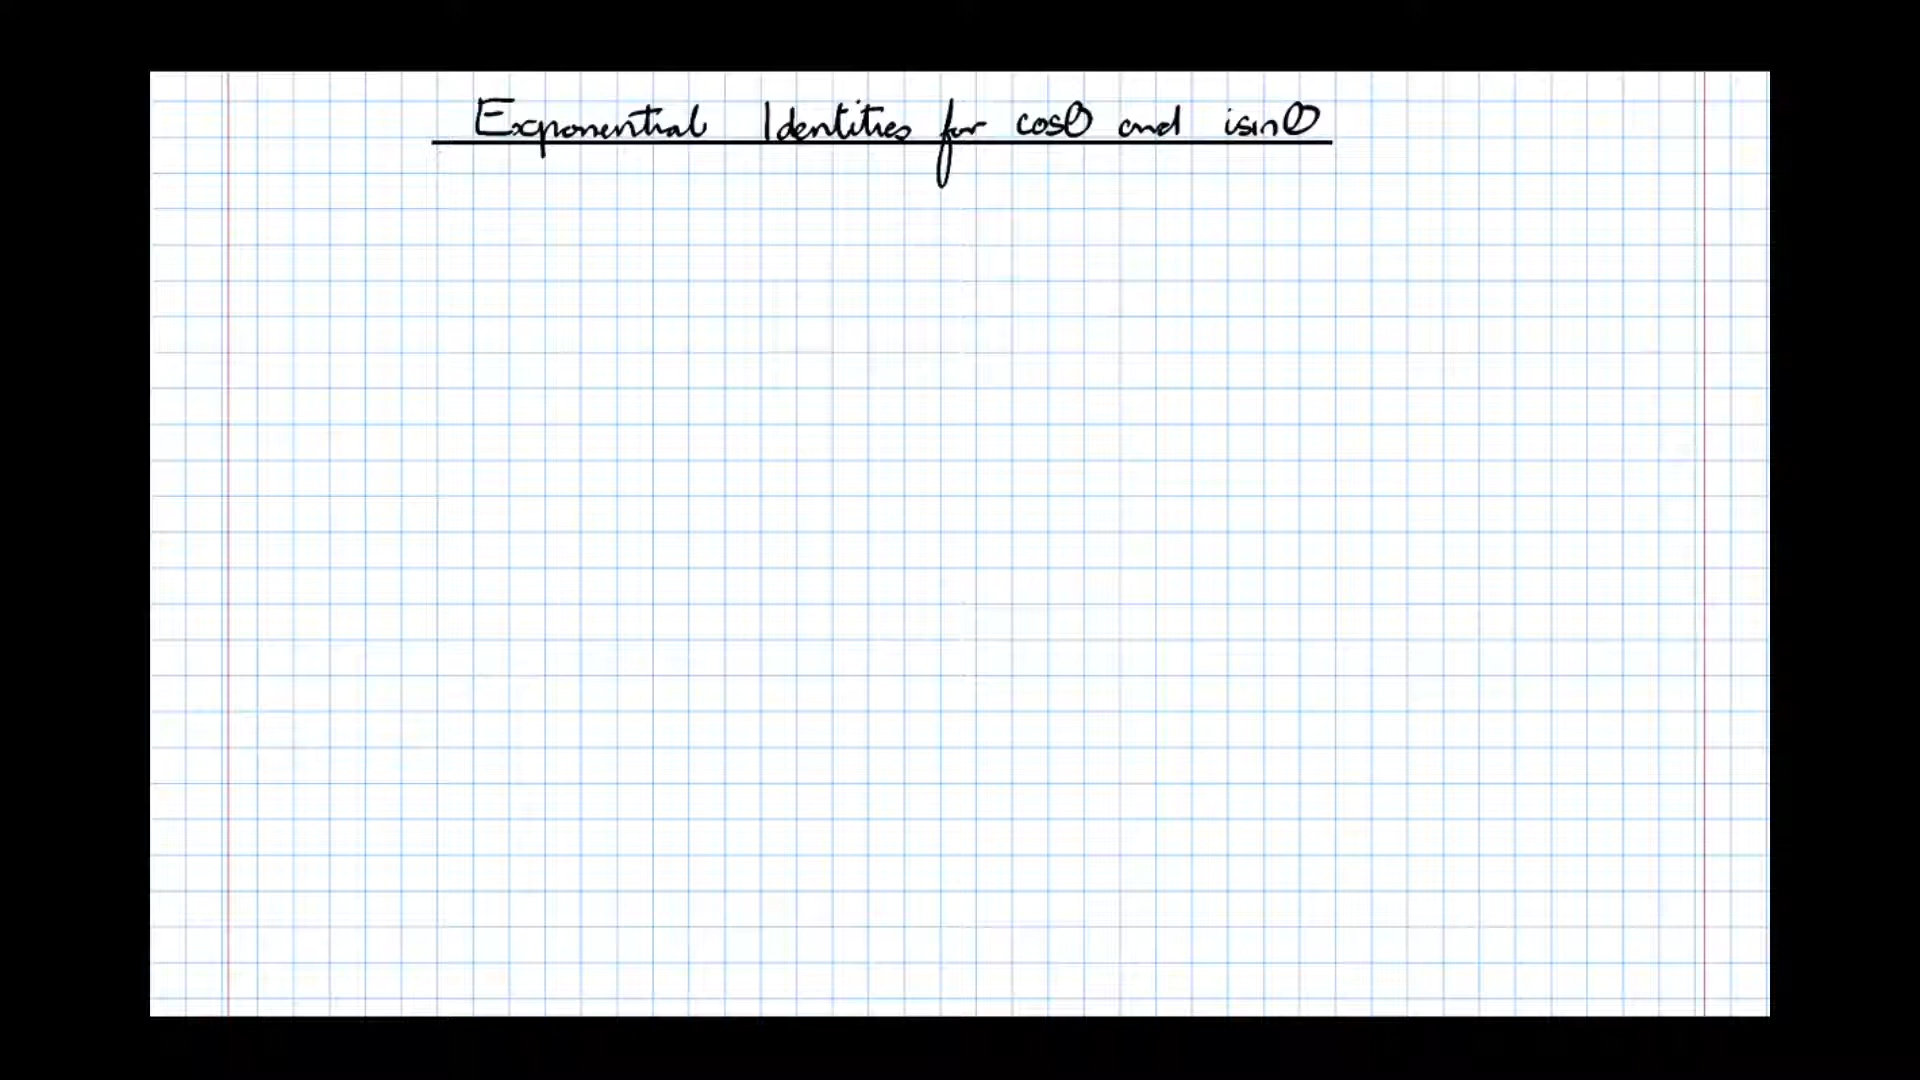 Exponential Identities for cosθ and isinθ